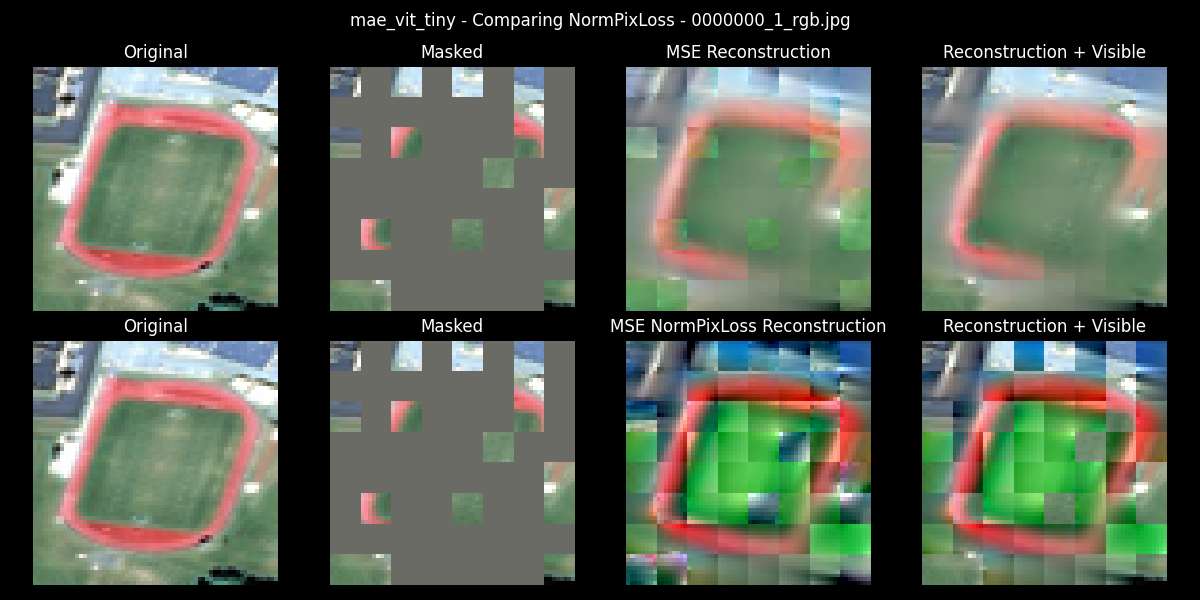 mae_vit_tiny - Comparing NormPixLoss - 0000000_1_rgb.jpg
Original
Masked
MSE Reconstruction
Reconstruction + Visible
Original
Masked
MSE NormPixLoss Reconstruction
Reconstruction + Visible